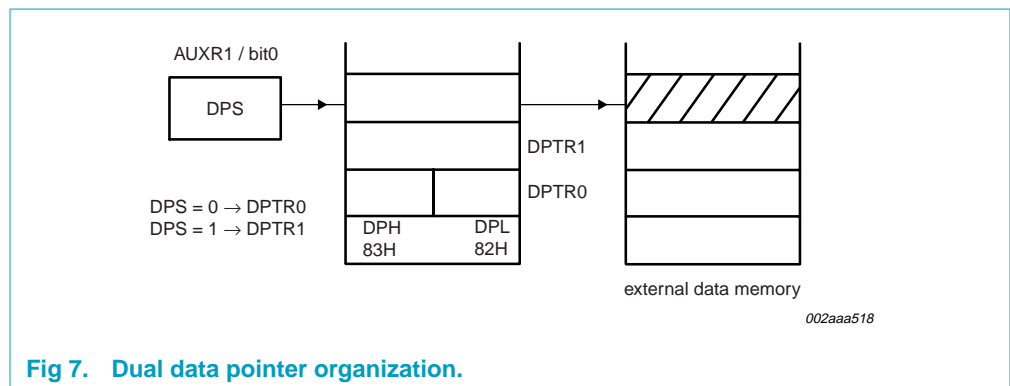 AUXR1 / bit0
DPS
DPTR1
DPTR0
DPS = 0 → DPTR0
DPS = 1 → DPTR1
DPH DPL
83H 82H
external data memory
002aaa518
Fig 7. Dual data pointer organization.